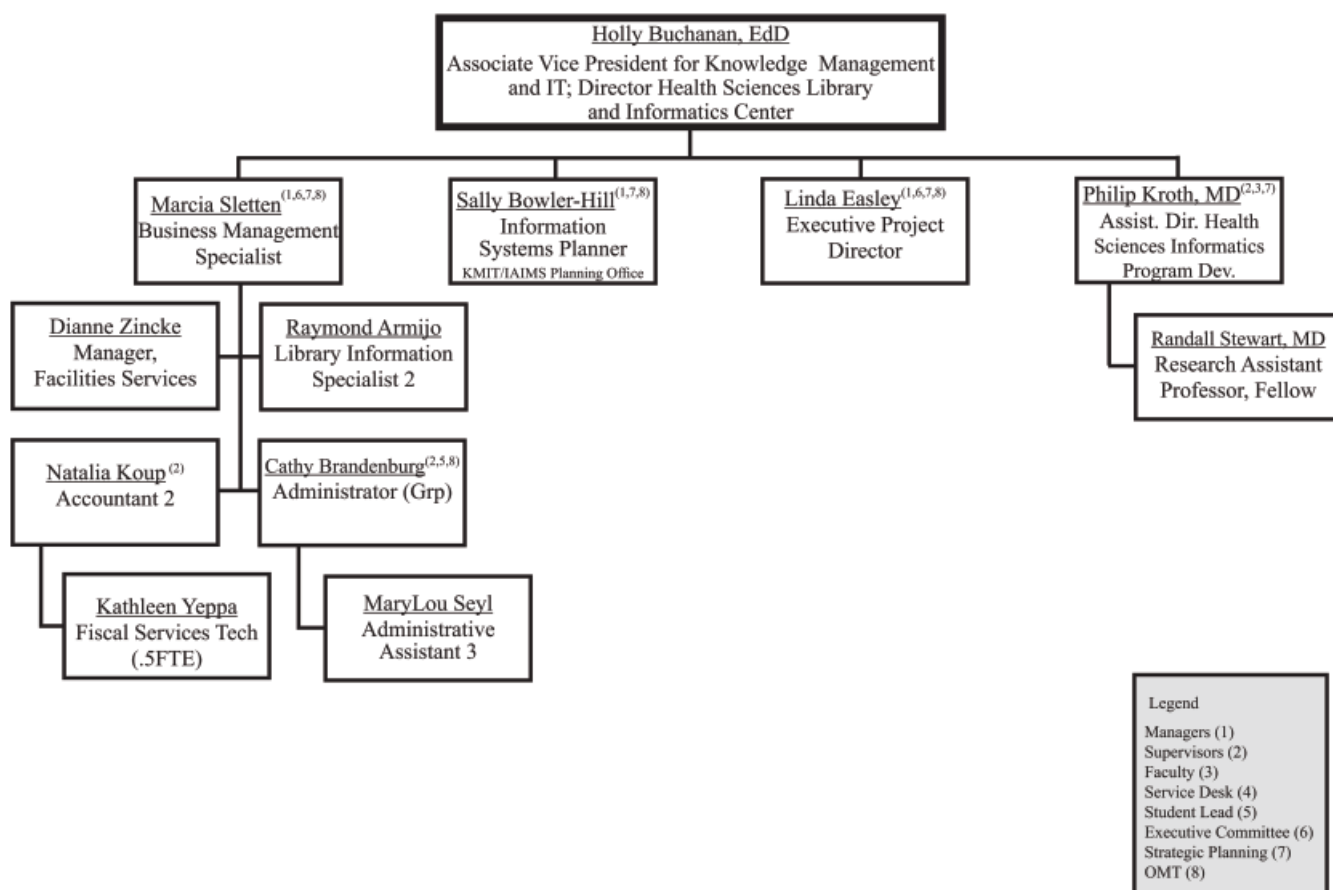 Holly Buchanan, EdD
Associate Vice President for Knowledge Management
and IT; Director Health Sciences Library
and Informatics Center
Marcia Sletten(1,6,7,8)
Business Management
Specialist
Sally Bowler-Hill(1,7,8)
Information
Systems Planner
KMIT/IAIMS Planning Office
Linda Easley(1,6,7,8)
Executive Project
Director
Philip Kroth, MD(2,3,7)
Assist. Dir. Health
Sciences Informatics
Program Dev.
Dianne Zincke
Manager,
Facilities Services
Raymond Armijo
Library Information
Specialist 2
Randall Stewart, MD
Research Assistant
Professor, Fellow
Natalia Koup(2)
Accountant 2
Cathy Brandenburg(2,5,8)
Administrator (Grp)
Kathleen Yeppa
Fiscal Services Tech
(.5FTE)
MaryLou Seyl
Administrative
Assistant 3
Legend
Managers (1)
Supervisors (2)
Faculty (3)
Service Desk (4)
Student Lead (5)
Executive Committee (6)
Strategic Planning (7)
OMT (8)